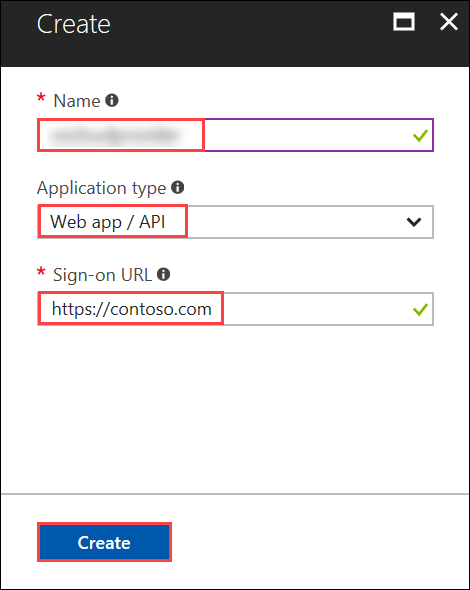 Create
* Name
Application type
Web app / API
* Sign-on URL
https://contoso.com
Create